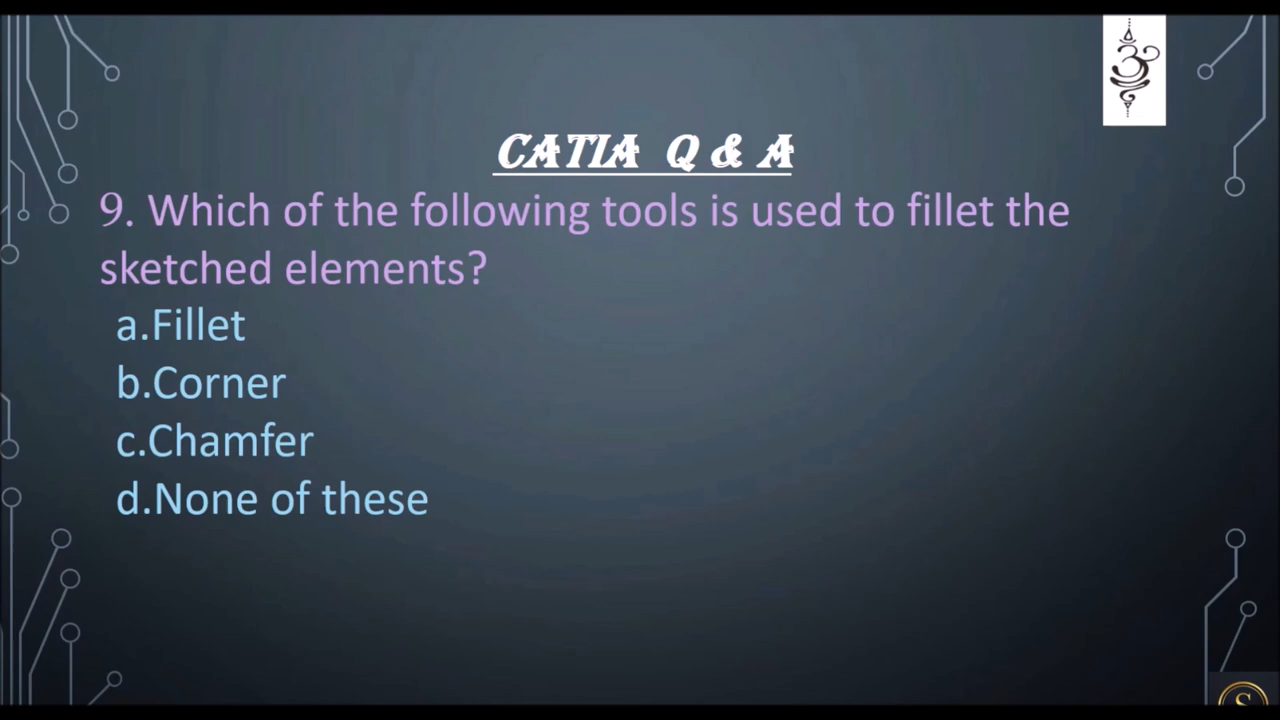 CATIA Q & A
9. Which of the following tools is used to fillet the
sketched elements?
a.Fillet
b.Corner
c.Chamfer
d.None of these
S